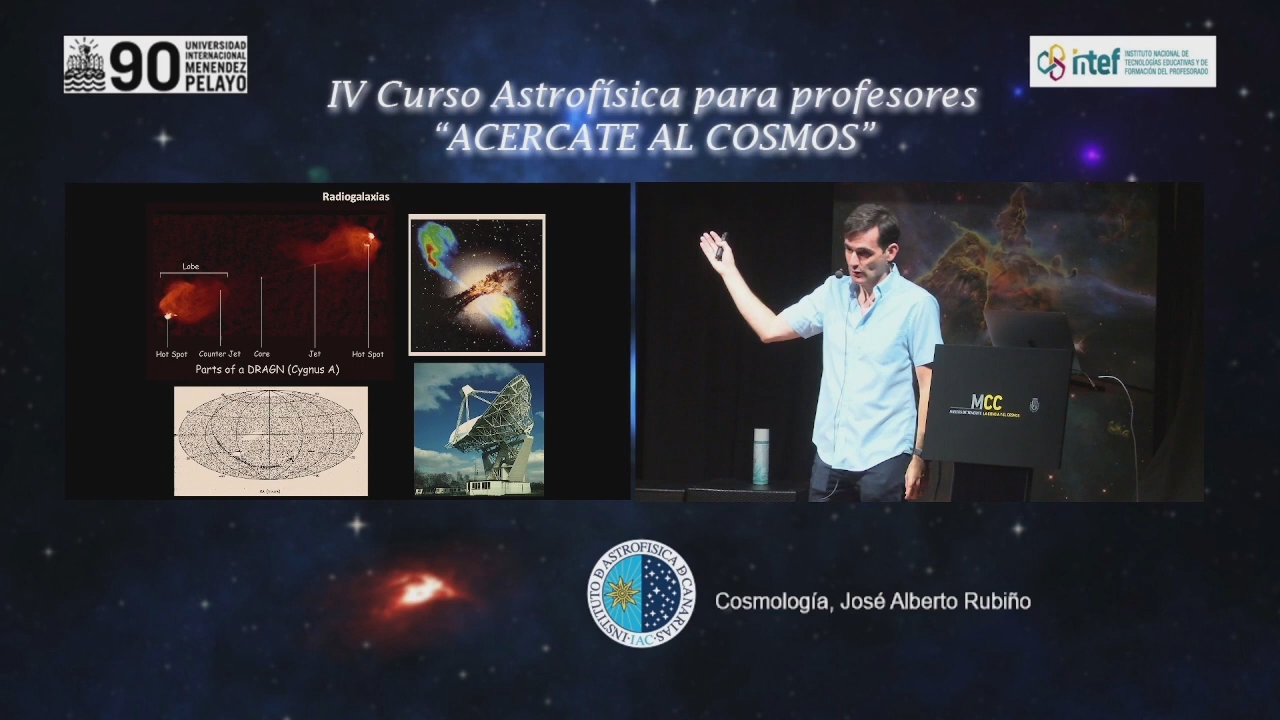 90
UNIVERSIDAD
INTERNACIONAL
MENENDEZ
PELAYO
intef
INSTITUTO NACIONAL DE
TECNOLOGÍAS EDUCATIVAS Y DE
FORMACIÓN DEL PROFESORADO
IV Curso Astrofísica para profesores
“ACERCATE AL COSMOS”
Radiogalaxias
Lobe
Hot Spot Counter Jet Core Jet Hot Spot
Parts of a DRAGN (Cygnus A)
MCC
INSTITUTO DE ASTROFISICA DE CANARIAS
·IAC·
Cosmología, José Alberto Rubiño